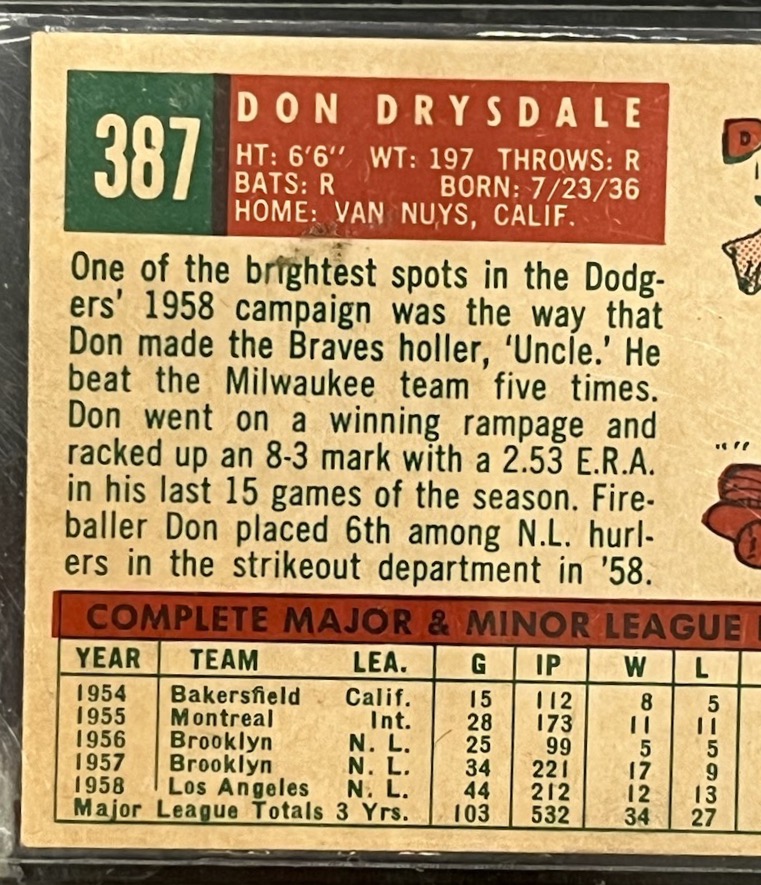 387
DON DRYSDALE
HT: 6'6" WT: 197 THROWS: R
BATS: R BORN: 7/23/36
HOME: VAN NUYS, CALIF.
D
One of the brightest spots in the Dodg-
ers' 1958 campaign was the way that
Don made the Braves holler, 'Uncle.' He
beat the Milwaukee team five times.
Don went on a winning rampage and
racked up an 8-3 mark with a 2.53 E.R.A.
in his last 15 games of the season. Fire-
baller Don placed 6th among N.L. hurl-
ers in the strikeout department in '58.
COMPLETE MAJOR & MINOR LEAGUE
YEAR TEAM LEA. G IP W L
1954 Bakersfield Calif. 15 112 8 5
1955 Montreal Int. 28 173 11 11
1956 Brooklyn N. L. 25 99 5 5
1957 Brooklyn N. L. 34 221 17 9
1958 Los Angeles N. L. 44 212 12 13
Major League Totals 3 Yrs. 103 532 34 27